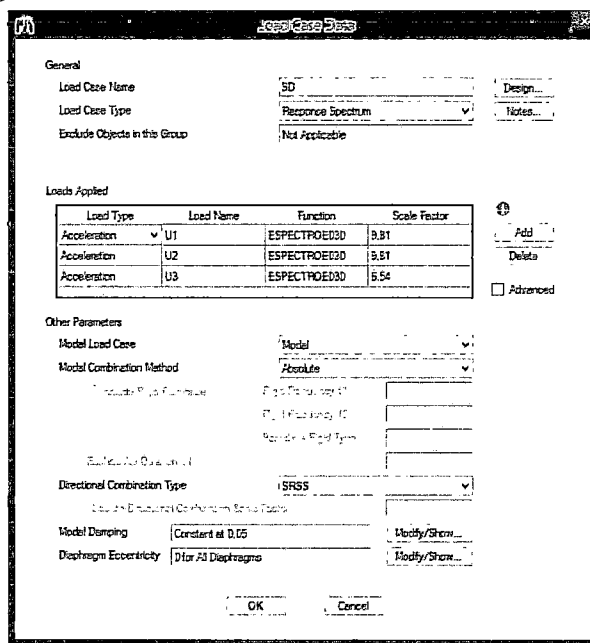 Load Case Data
General
Load Case Name SD Design...
Load Case Type Response Spectrum Notes...
Exclude Objects in this Group Not Applicable
Loads Applied
Load Type Load Name Function Scale Factor
Acceleration U1 ESPECTROE030 9.81 Add
Acceleration U2 ESPECTROE030 9.81 Delete
Acceleration U3 ESPECTROE030 6.54
Advanced
Other Parameters
Modal Load Case Modal
Modal Combination Method Absolute
Include Rigid Response
Directional Combination Type SRSS
Modal Damping Constant at 0.05 Modify/Show...
Diaphragm Eccentricity 0 for All Diaphragms Modify/Show...
OK Cancel